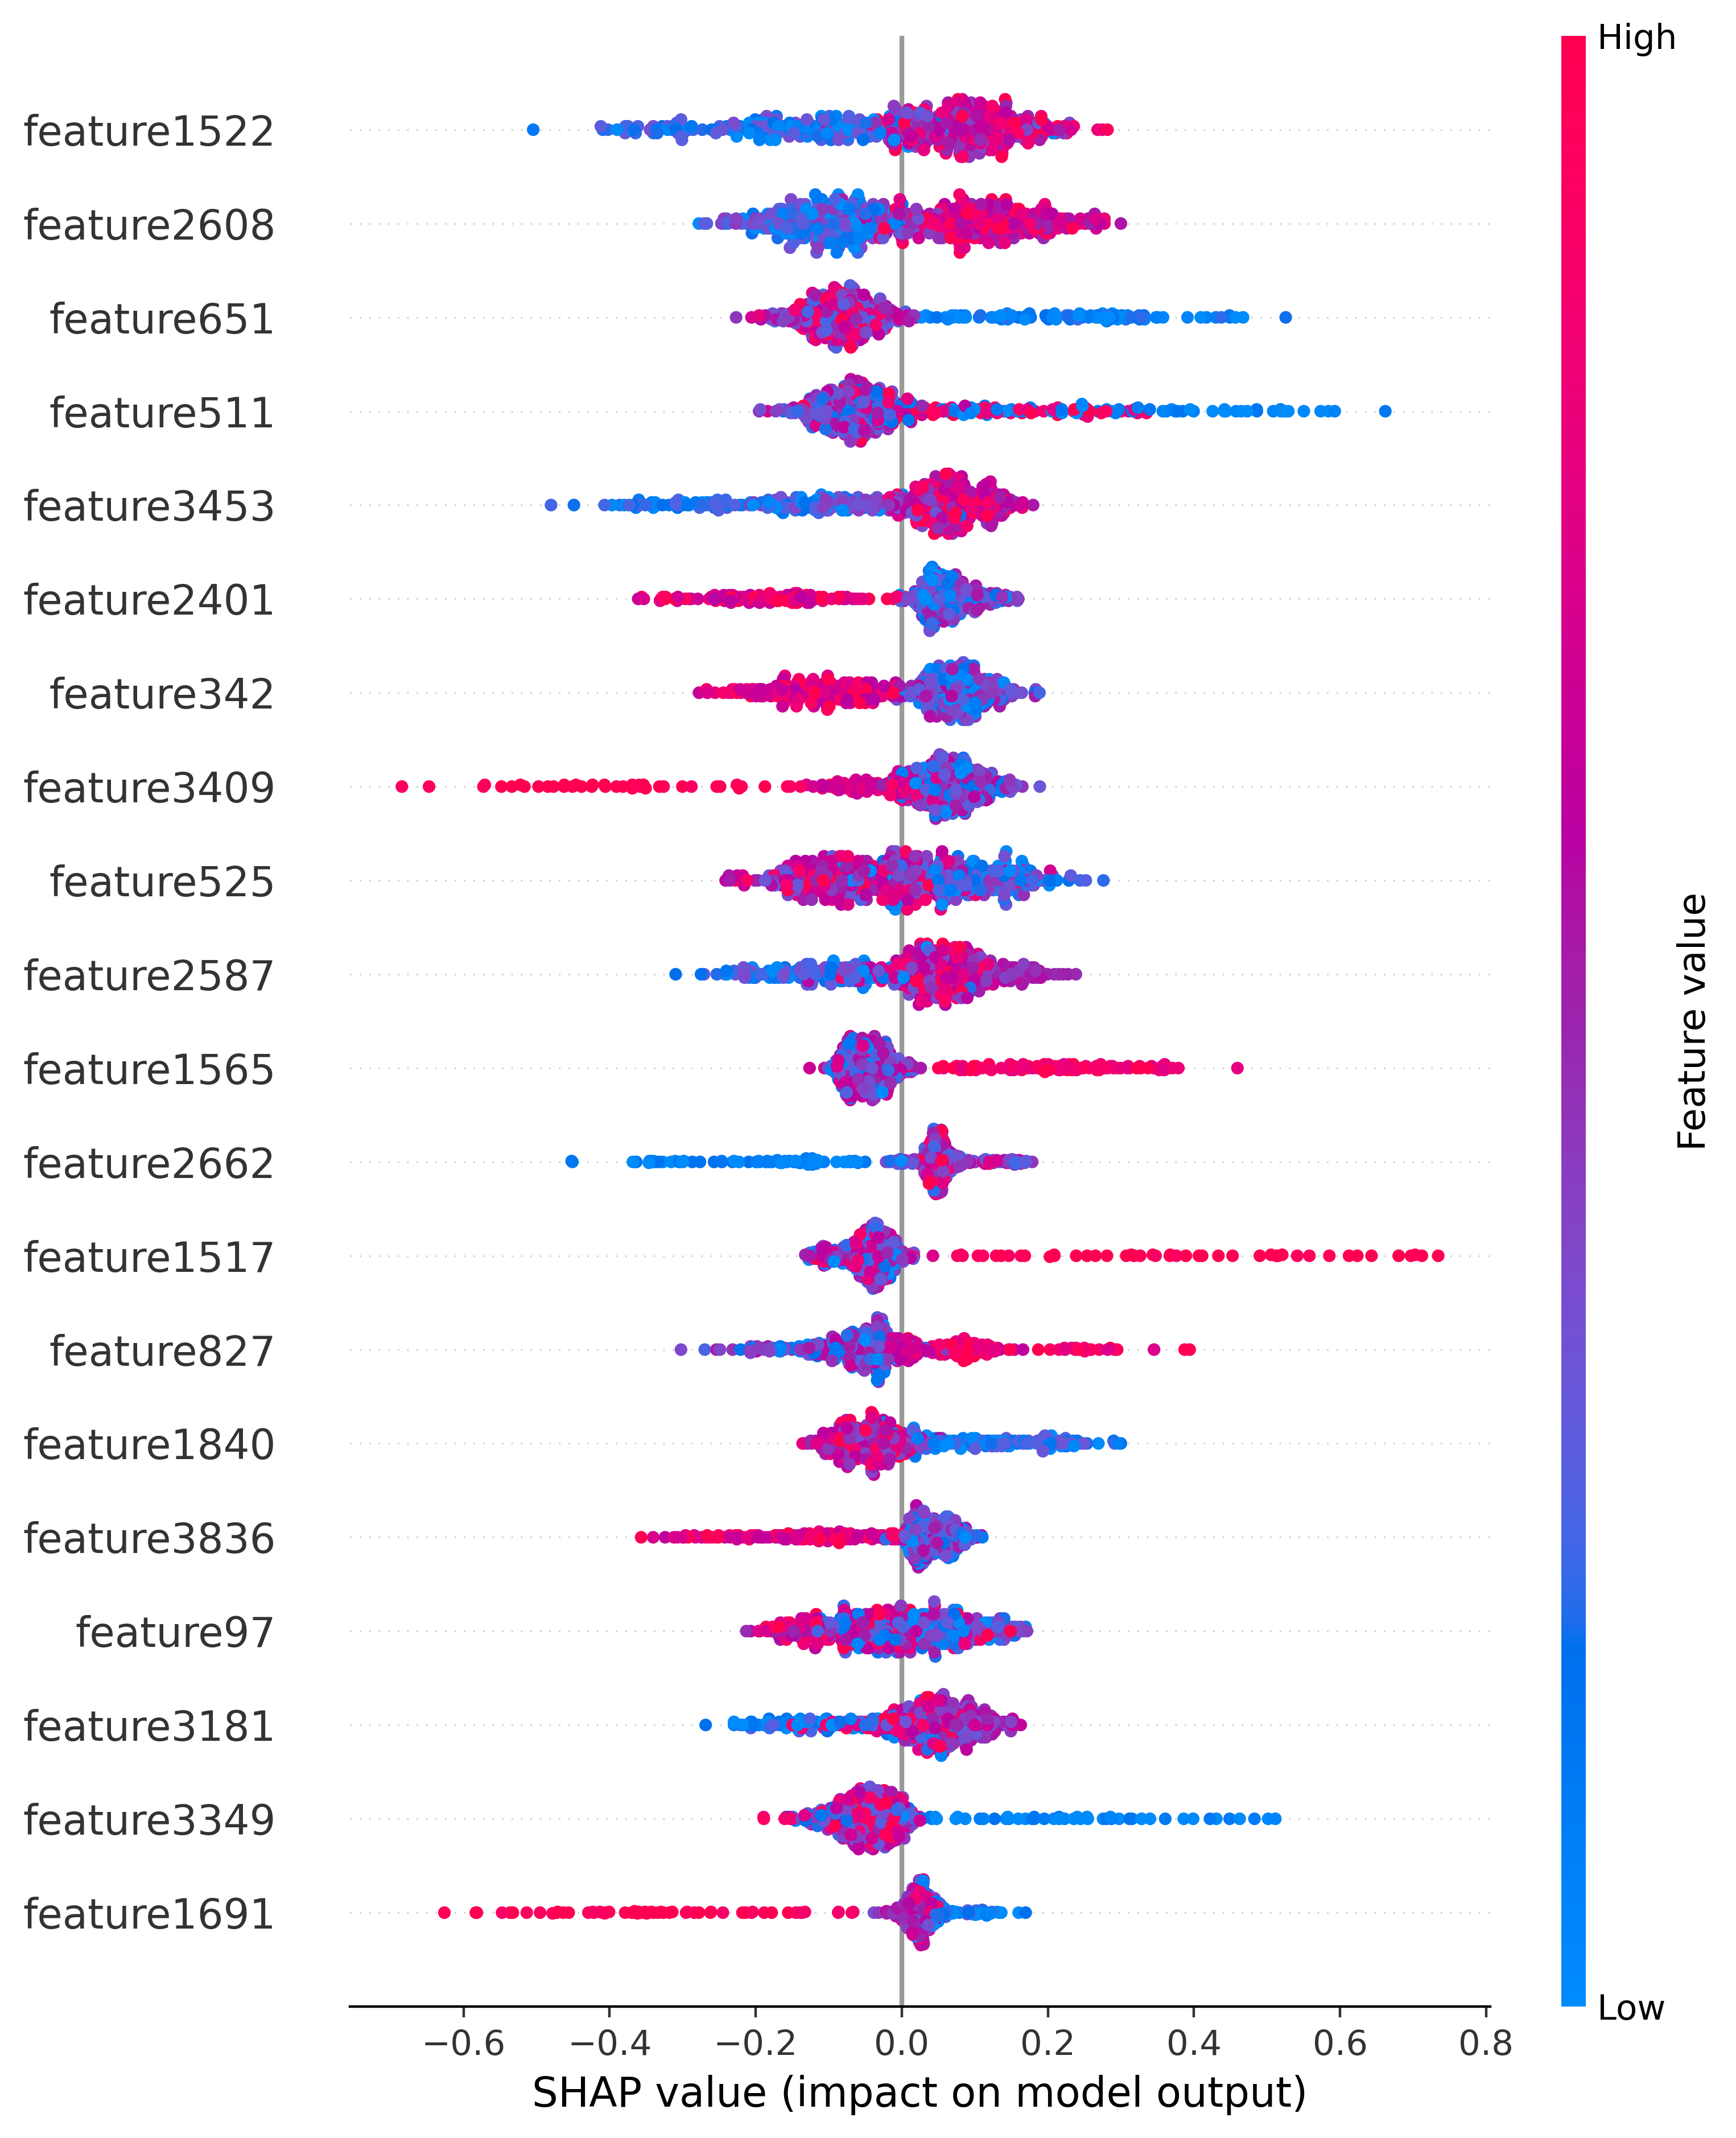 High
feature1522
feature2608
feature651
feature511
feature3453
feature2401
feature342
feature3409
feature525
feature2587
feature1565
feature2662
feature1517
feature827
feature1840
feature3836
feature97
feature3181
feature3349
feature1691
Feature value
Low
−0.6 −0.4 −0.2 0.0 0.2 0.4 0.6 0.8
SHAP value (impact on model output)